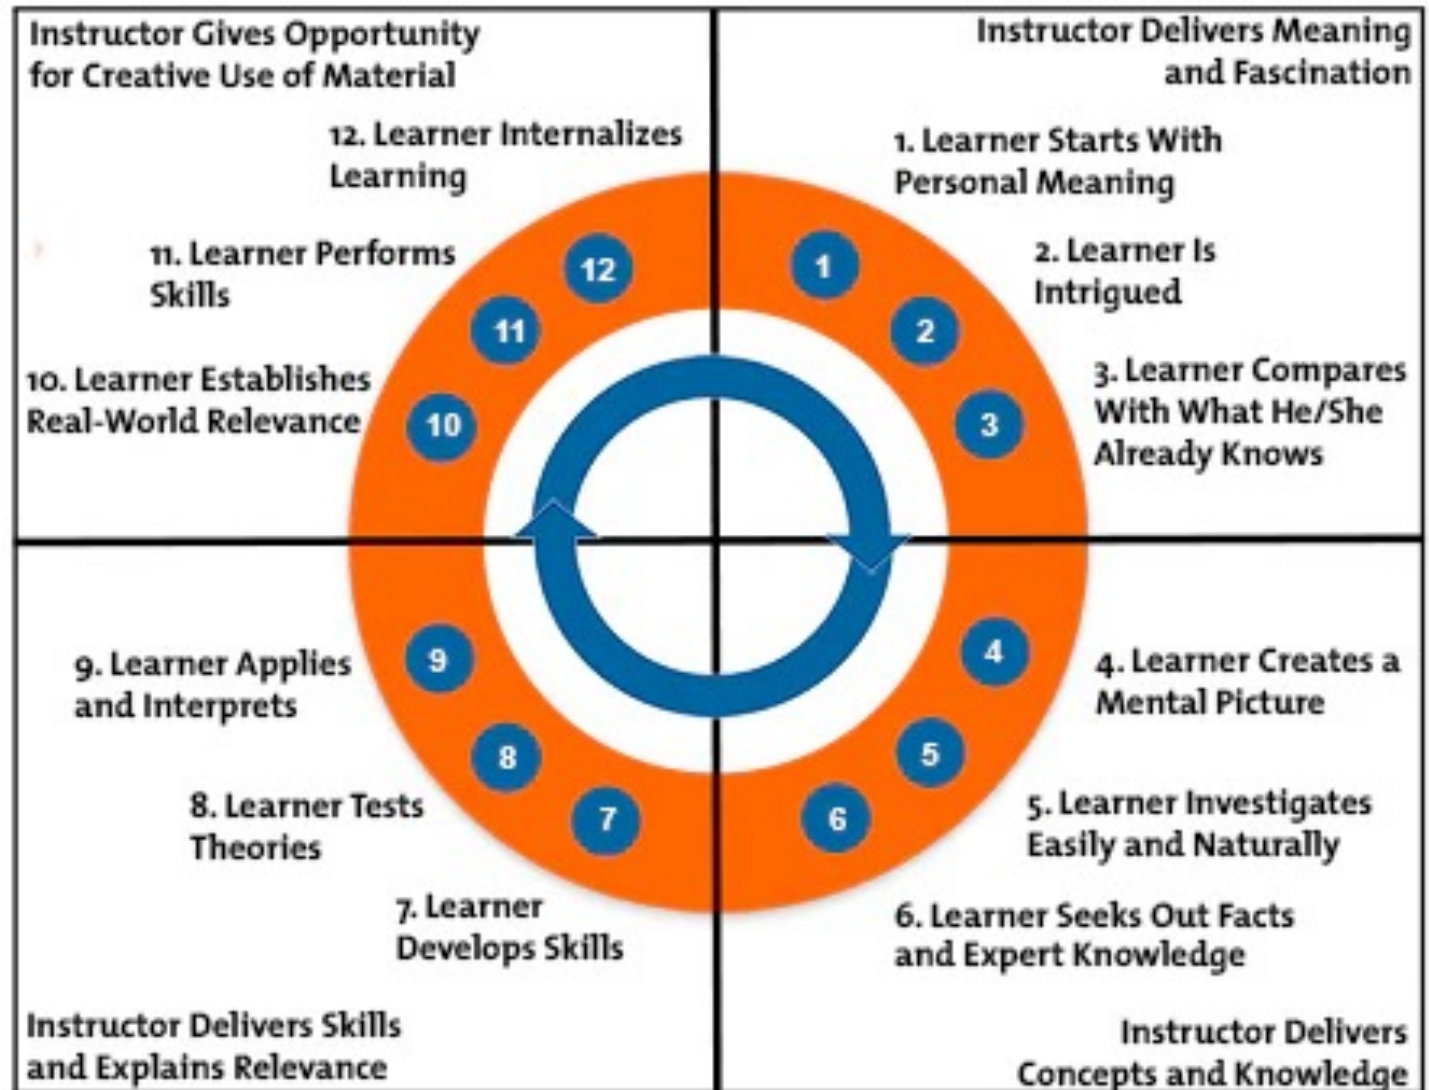 Instructor Gives Opportunity
for Creative Use of Material
12. Learner Internalizes
Learning
11. Learner Performs
Skills
10. Learner Establishes
Real-World Relevance
Instructor Delivers Meaning
and Fascination
1. Learner Starts With
Personal Meaning
2. Learner Is
Intrigued
3. Learner Compares
With What He/She
Already Knows
12
11
10
1
2
3
9
8
7
4
5
6
4. Learner Creates a
Mental Picture
5. Learner Investigates
Easily and Naturally
6. Learner Seeks Out Facts
and Expert Knowledge
Instructor Delivers
Concepts and Knowledge
9. Learner Applies
and Interprets
8. Learner Tests
Theories
7. Learner
Develops Skills
Instructor Delivers Skills
and Explains Relevance